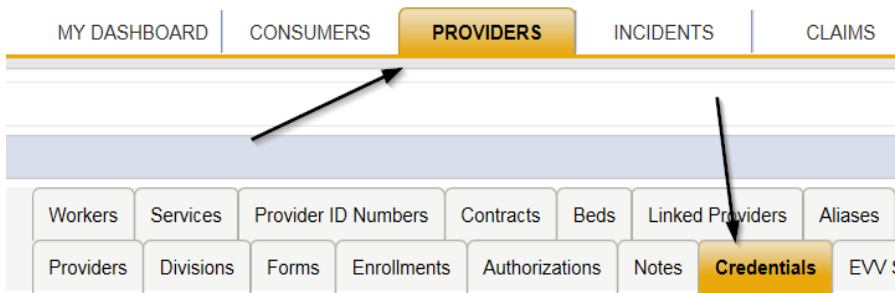 MY DASHBOARD CONSUMERS PROVIDERS INCIDENTS CLAIMS
Workers Services Provider ID Numbers Contracts Beds Linked Providers Aliases
Providers Divisions Forms Enrollments Authorizations Notes Credentials EVV